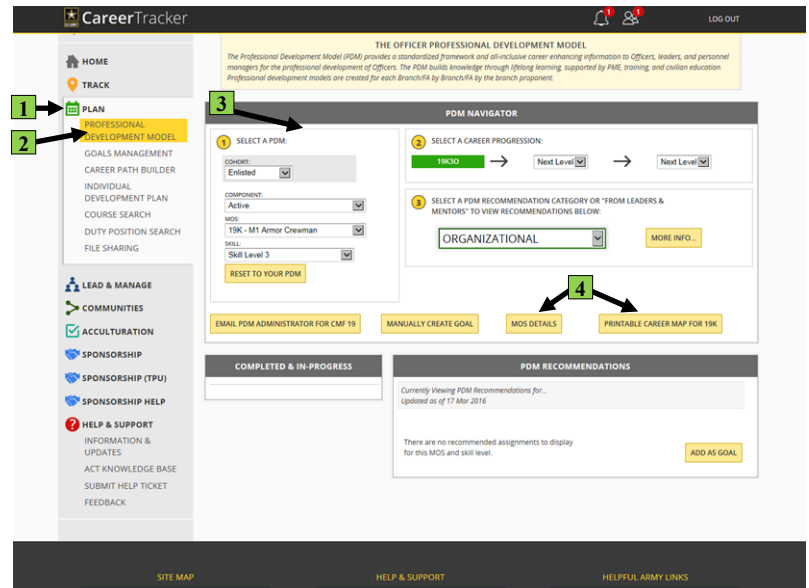 CareerTracker
1
1
LOG OUT
HOME
TRACK
PLAN
PROFESSIONAL
DEVELOPMENT MODEL
GOALS MANAGEMENT
CAREER PATH BUILDER
INDIVIDUAL
DEVELOPMENT PLAN
COURSE SEARCH
DUTY POSITION SEARCH
FILE SHARING
LEAD & MANAGE
COMMUNITIES
ACCULTURATION
SPONSORSHIP
SPONSORSHIP (TPU)
SPONSORSHIP HELP
HELP & SUPPORT
INFORMATION &
UPDATES
ACT KNOWLEDGE BASE
SUBMIT HELP TICKET
FEEDBACK
1
2
3
4
THE OFFICER PROFESSIONAL DEVELOPMENT MODEL
The Professional Development Model (PDM) provides a standardized framework and all-inclusive career enhancing information to Officers, leaders, and personnel
managers for the professional development of Officers. The PDM builds knowledge through lifelong learning, supported by PME, training, and civilian education.
Professional development models are created for each Branch/FA by Branch/FA by the branch proponent.
PDM NAVIGATOR
1 SELECT A PDM:
COHORT:
Enlisted
COMPONENT:
Active
MOS:
19K - M1 Armor Crewman
SKILL:
Skill Level 3
RESET TO YOUR PDM
2 SELECT A CAREER PROGRESSION:
19K3O Next Level Next Level
3 SELECT A PDM RECOMMENDATION CATEGORY OR "FROM LEADERS &
MENTORS" TO VIEW RECOMMENDATIONS BELOW:
ORGANIZATIONAL MORE INFO...
EMAIL PDM ADMINISTRATOR FOR CMF 19 MANUALLY CREATE GOAL MOS DETAILS PRINTABLE CAREER MAP FOR 19K
COMPLETED & IN-PROGRESS
PDM RECOMMENDATIONS
Currently Viewing PDM Recommendations for...
Updated as of 17 Mar 2016
There are no recommended assignments to display
for this MOS and skill level.
ADD AS GOAL
SITE MAP HELP & SUPPORT HELPFUL ARMY LINKS